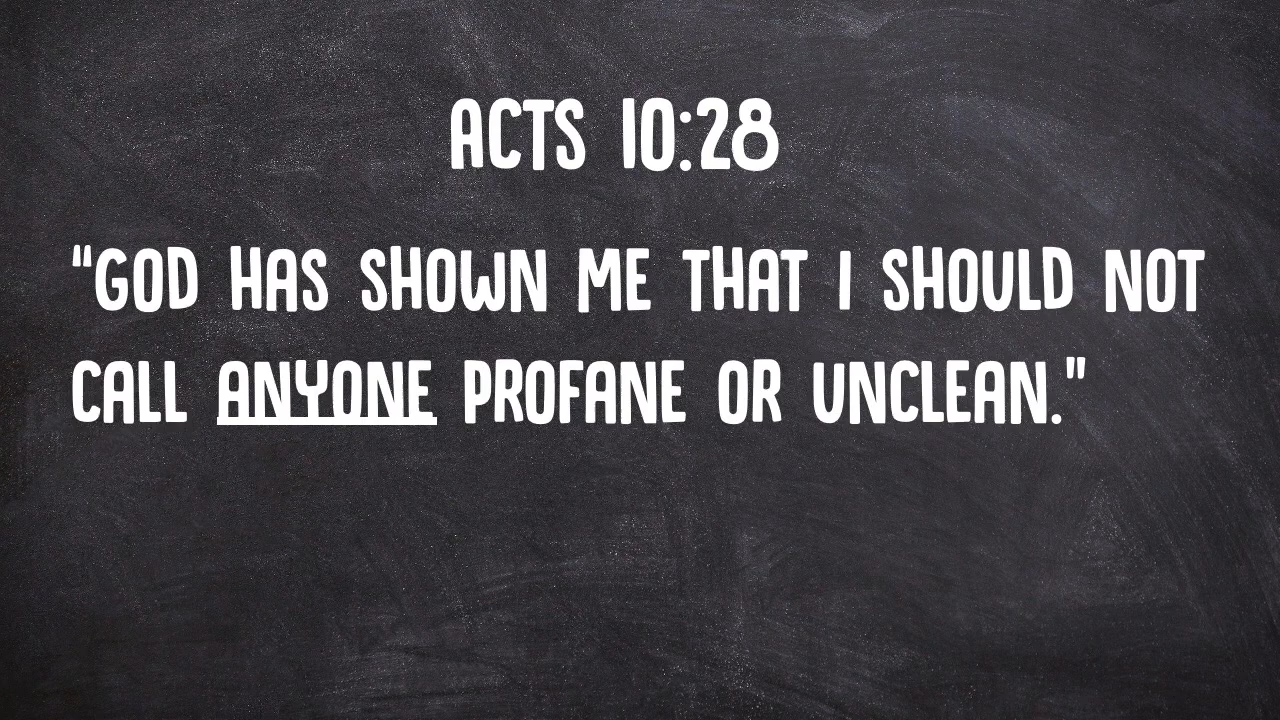 ACTS 10:28
"GOD HAS SHOWN ME THAT I SHOULD NOT
CALL ANYONE PROFANE OR UNCLEAN."